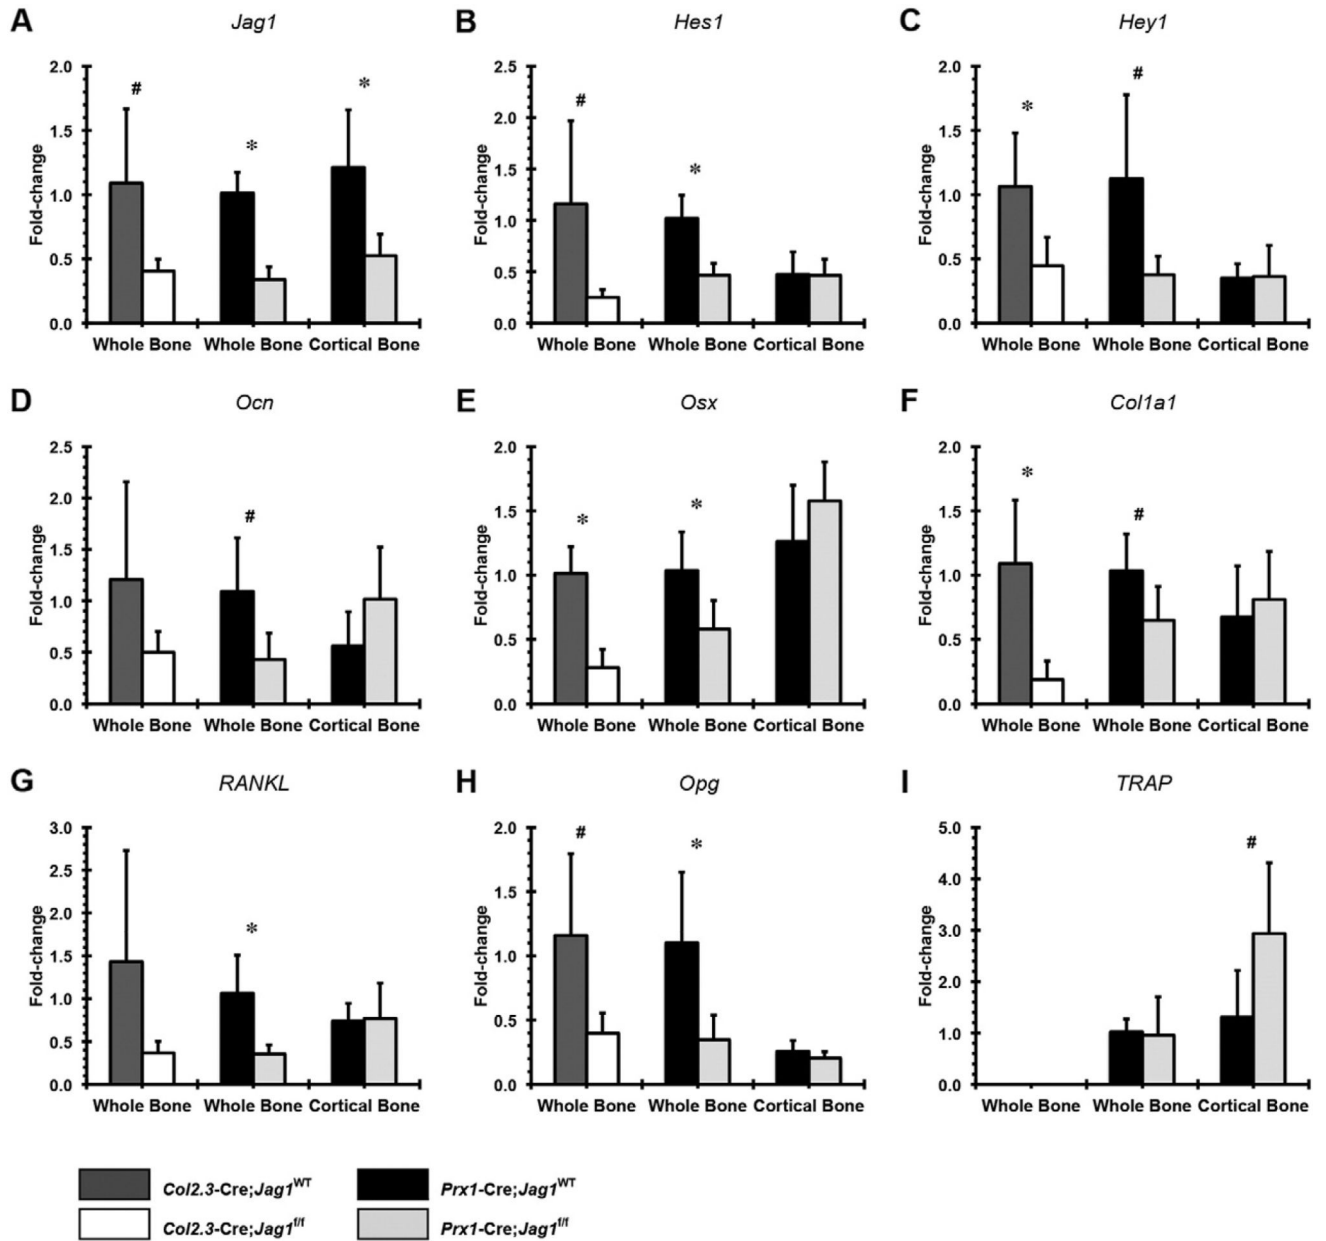 A Jag1
B Hes1
C Hey1
2.0
1.5
1.0
0.5
0.0
Fold-change
#
*
*
Whole Bone Whole Bone Cortical Bone
2.5
2.0
1.5
1.0
0.5
0.0
Fold-change
#
*
Whole Bone Whole Bone Cortical Bone
2.0
1.5
1.0
0.5
0.0
Fold-change
*
#
Whole Bone Whole Bone Cortical Bone
D Ocn
E Osx
F Col1a1
2.5
2.0
1.5
1.0
0.5
0.0
Fold-change
#
Whole Bone Whole Bone Cortical Bone
2.0
1.5
1.0
0.5
0.0
Fold-change
*
*
Whole Bone Whole Bone Cortical Bone
2.0
1.5
1.0
0.5
0.0
Fold-change
*
#
Whole Bone Whole Bone Cortical Bone
G RANKL
H Opg
I TRAP
3.0
2.5
2.0
1.5
1.0
0.5
0.0
Fold-change
*
Whole Bone Whole Bone Cortical Bone
2.0
1.5
1.0
0.5
0.0
Fold-change
#
*
Whole Bone Whole Bone Cortical Bone
5.0
4.0
3.0
2.0
1.0
0.0
Fold-change
#
Whole Bone Whole Bone Cortical Bone
Col2.3-Cre;Jag1WT
Prx1-Cre;Jag1WT
Col2.3-Cre;Jag1f/f
Prx1-Cre;Jag1f/f